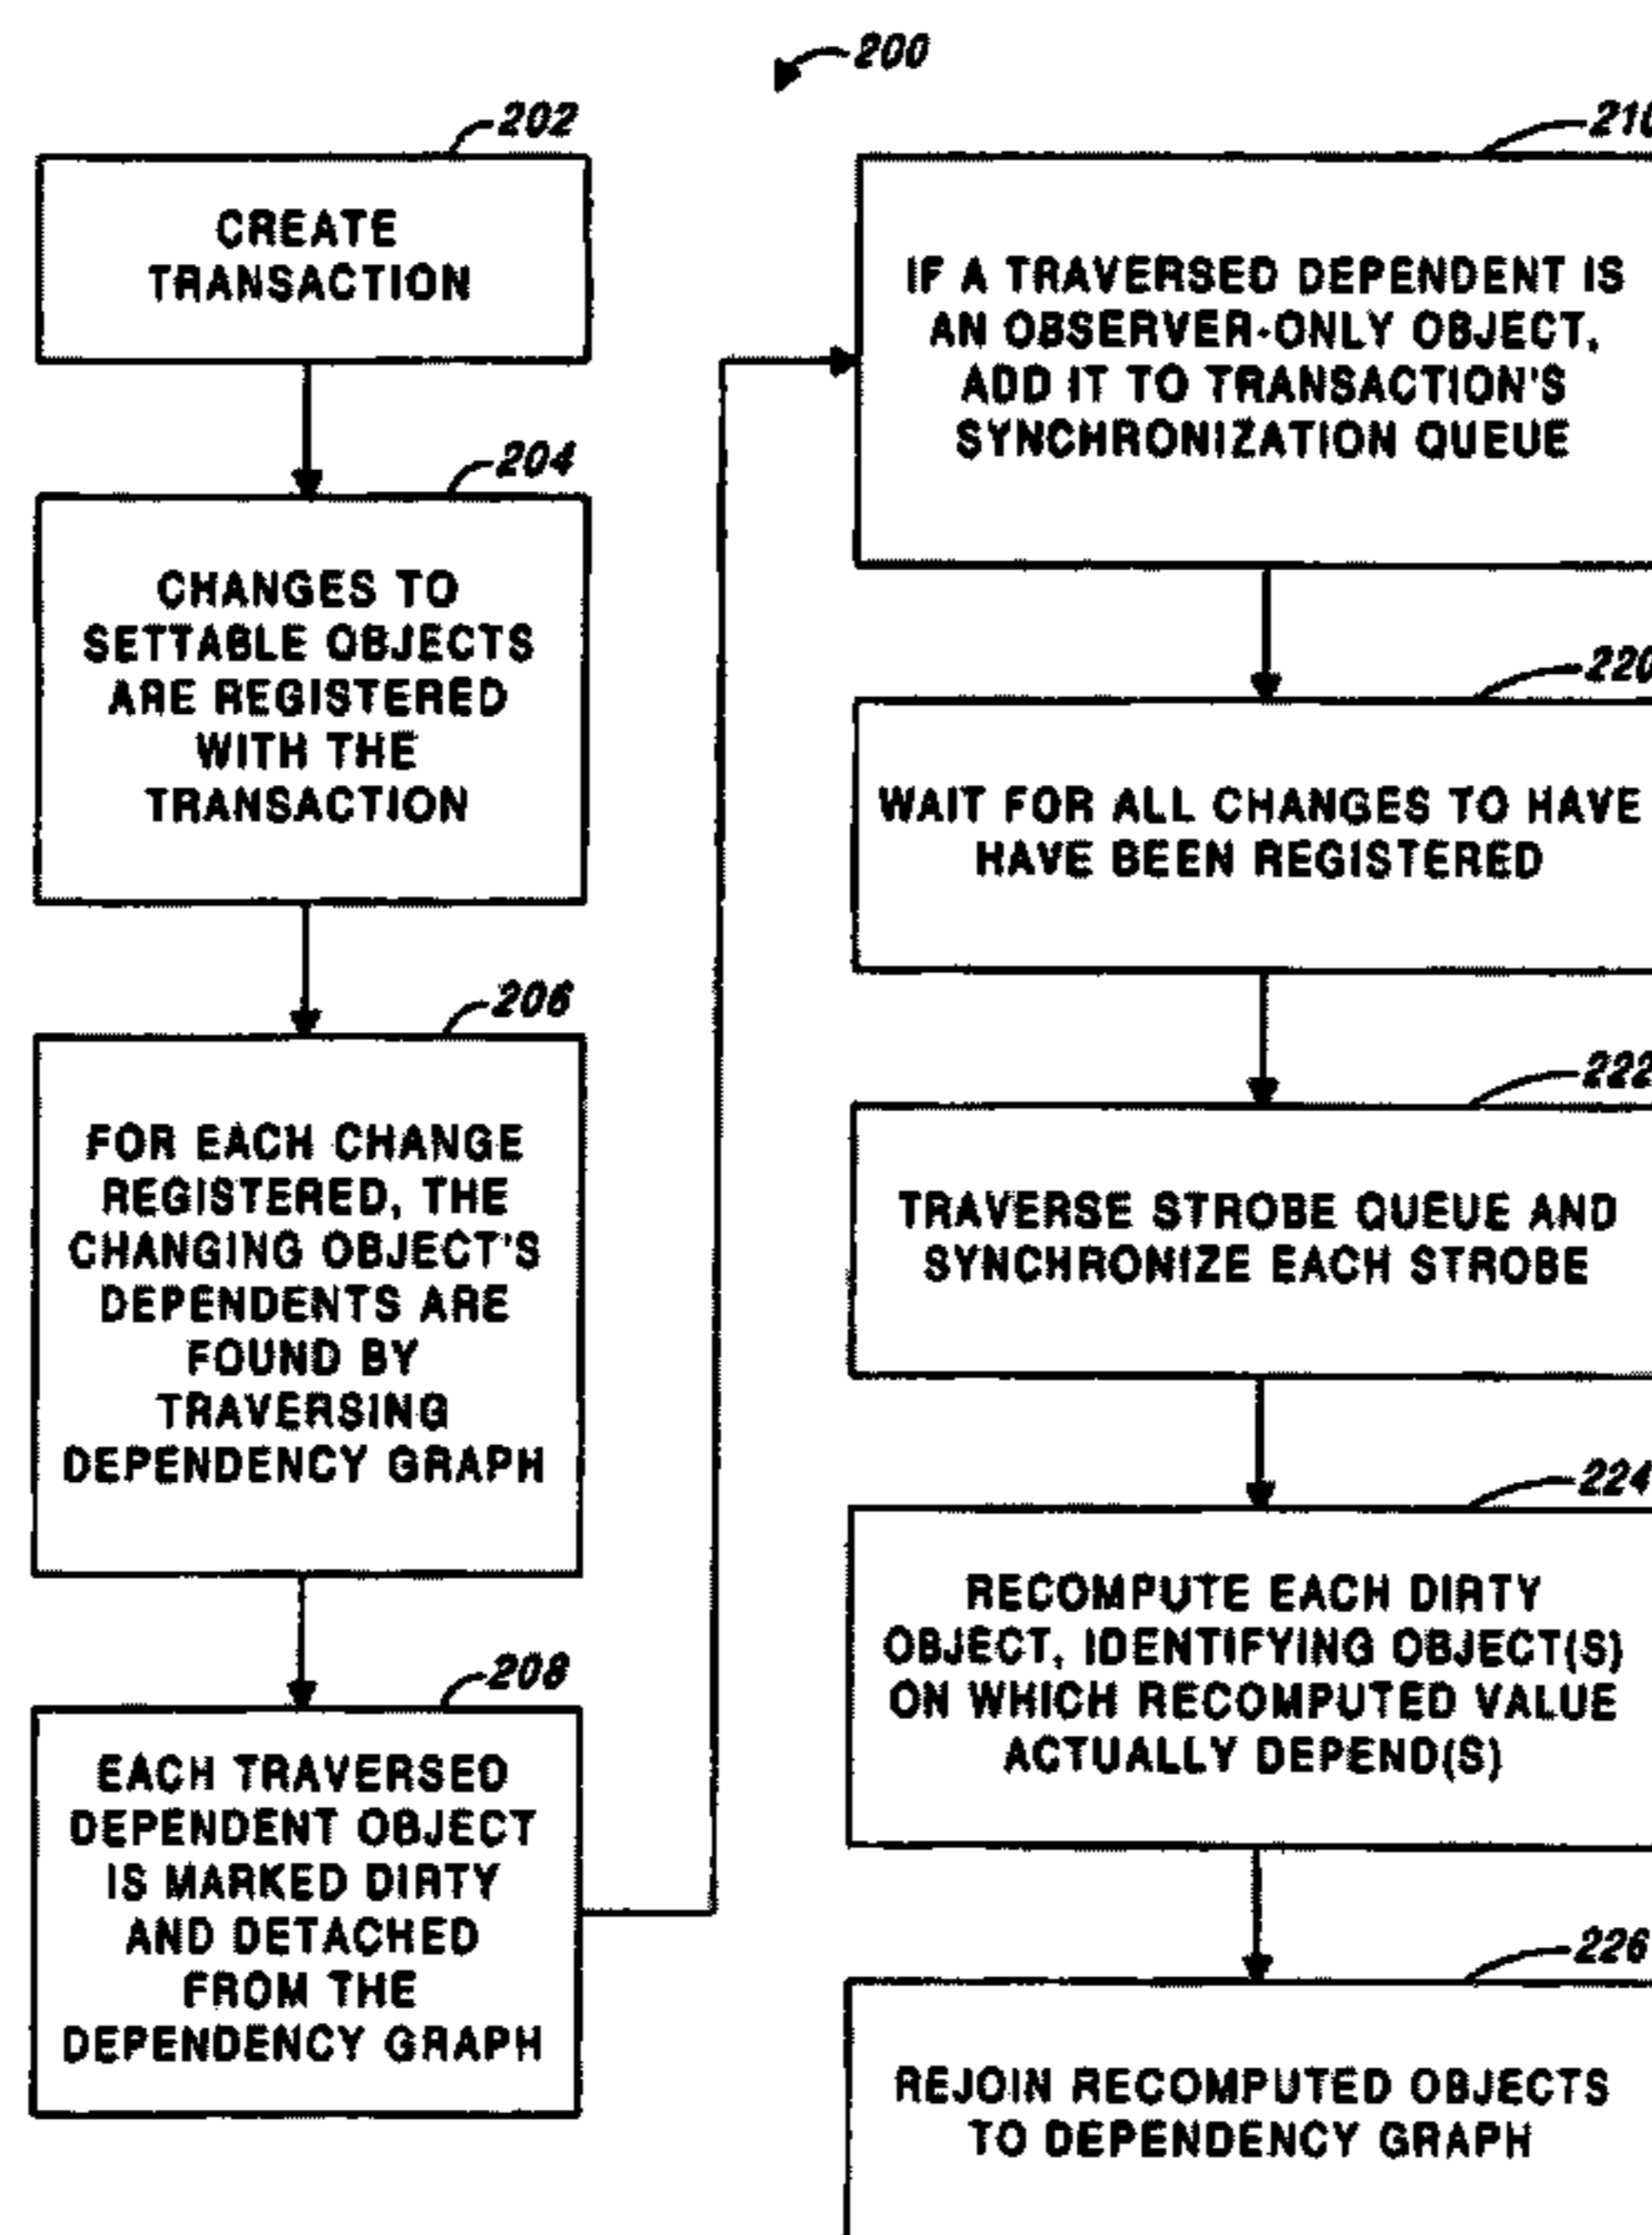 200
202
CREATE
TRANSACTION
204
CHANGES TO
SETTABLE OBJECTS
ARE REGISTERED
WITH THE
TRANSACTION
206
FOR EACH CHANGE
REGISTERED, THE
CHANGING OBJECT'S
DEPENDENTS ARE
FOUND BY
TRAVERSING
DEPENDENCY GRAPH
208
EACH TRAVERSED
DEPENDENT OBJECT
IS MARKED DIRTY
AND DETACHED
FROM THE
DEPENDENCY GRAPH
210
IF A TRAVERSED DEPENDENT IS
AN OBSERVER-ONLY OBJECT,
ADD IT TO TRANSACTION'S
SYNCHRONIZATION QUEUE
220
WAIT FOR ALL CHANGES TO HAVE
HAVE BEEN REGISTERED
222
TRAVERSE STROBE QUEUE AND
SYNCHRONIZE EACH STROBE
224
RECOMPUTE EACH DIRTY
OBJECT, IDENTIFYING OBJECT(S)
ON WHICH RECOMPUTED VALUE
ACTUALLY DEPEND(S)
226
REJOIN RECOMPUTED OBJECTS
TO DEPENDENCY GRAPH